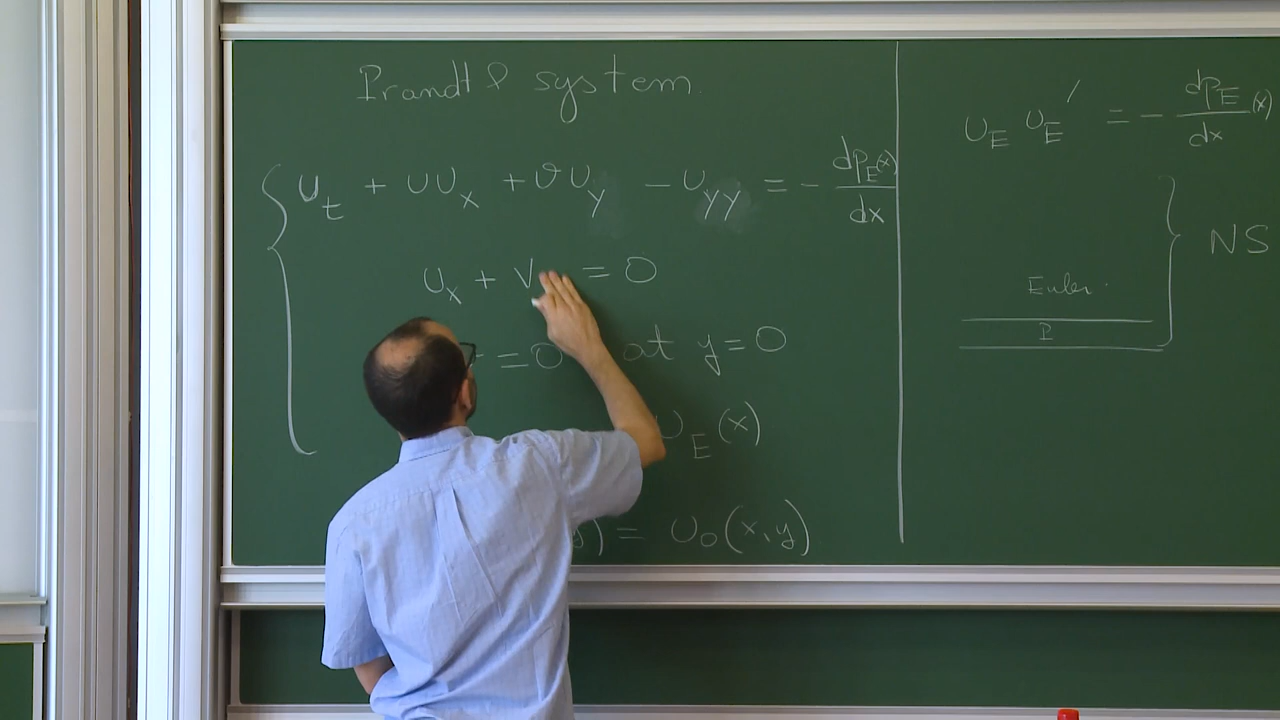 Prandtl system.
u_t + u u_x + v u_y - u_yy = - dp_E(x)/dx
u_x + v = 0
= 0 at y = 0
u_E(x)
y) = u_0(x,y)
u_E u_E' = - dp_E/dx (x)
Euler.
P
NS